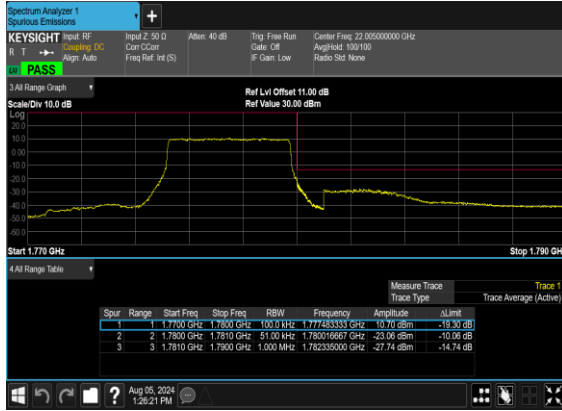 Spectrum Analyzer 1
Spurious Emissions
+
KEYSIGHT Input: RF Input Z: 50 Ω Atten: 40 dB Trig: Free Run Center Freq: 22.005000000 GHz
R T Coupling: DC Corr CCorr Gate: Off Avg|Hold: 100/100
Align: Auto Freq Ref: Int (S) IF Gain: Low Radio Std: None
PASS
3 All Range Graph
Ref Lvl Offset 11.00 dB
Scale/Div 10.0 dB Ref Value 30.00 dBm
Log
20.0
10.0
0.00
-10.0
-20.0
-30.0
-40.0
-50.0
-60.0
Start 1.770 GHz Stop 1.790 GH
4 All Range Table
Measure Trace Trace 1
Trace Type Trace Average (Active)
Spur Range Start Freq Stop Freq RBW Frequency Amplitude ΔLimit
1 1 1.7700 GHz 1.7800 GHz 100.0 kHz 1.777483333 GHz 10.70 dBm -19.30 dB
2 2 1.7800 GHz 1.7810 GHz 51.00 kHz 1.780016667 GHz -23.06 dBm -10.06 dB
3 3 1.7810 GHz 1.7900 GHz 1.000 MHz 1.782335000 GHz -27.74 dBm -14.74 dB
? Aug 05, 2024
1:26:21 PM